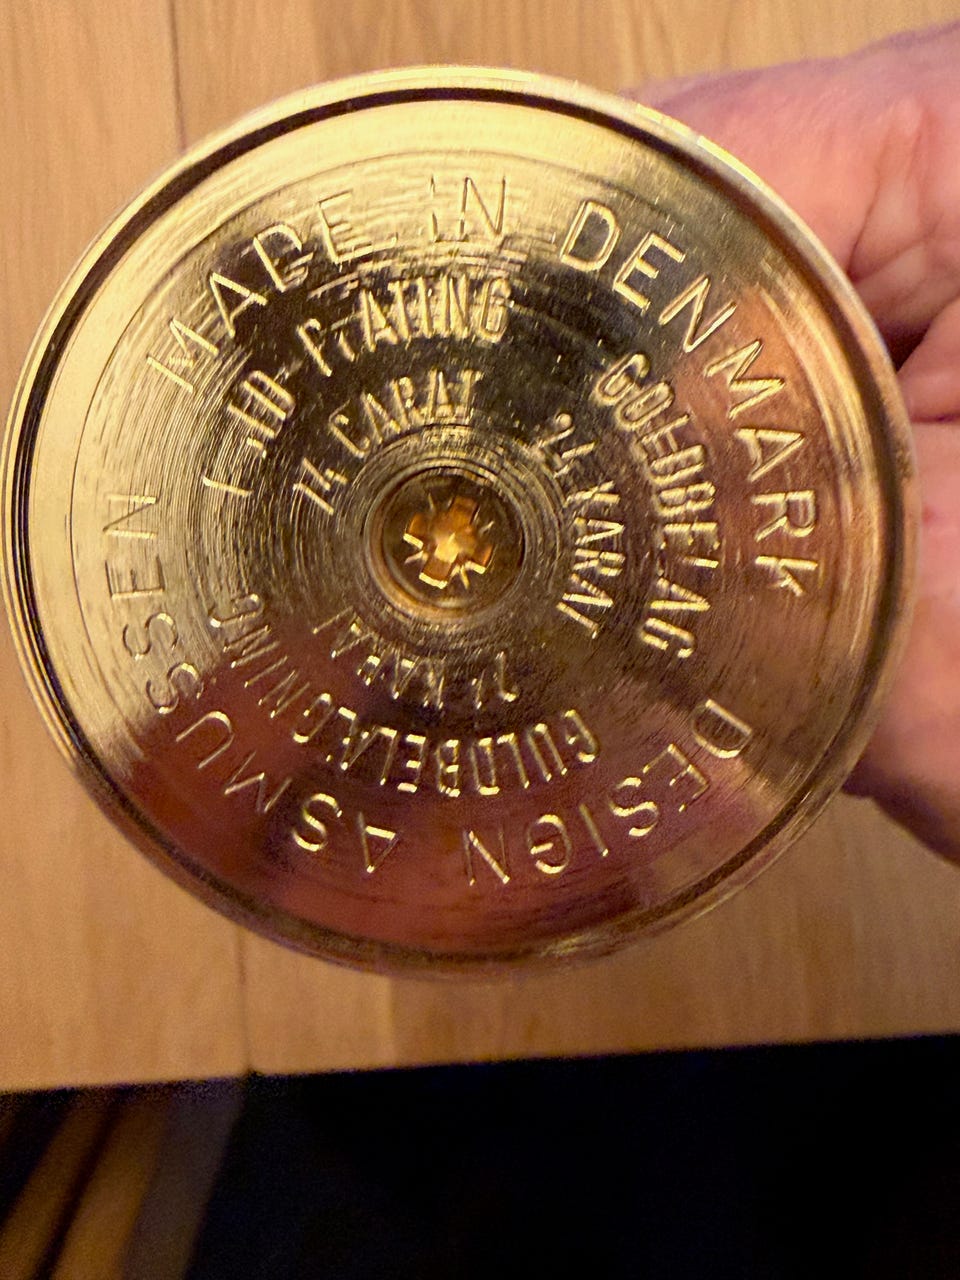 MADE IN DENMARK
DESIGN ASMUSSEN
GOLD-PLATING
24 CARAT
GOLDBELAG
24 KARAT
GULDBELÆGNING
24 KARAT